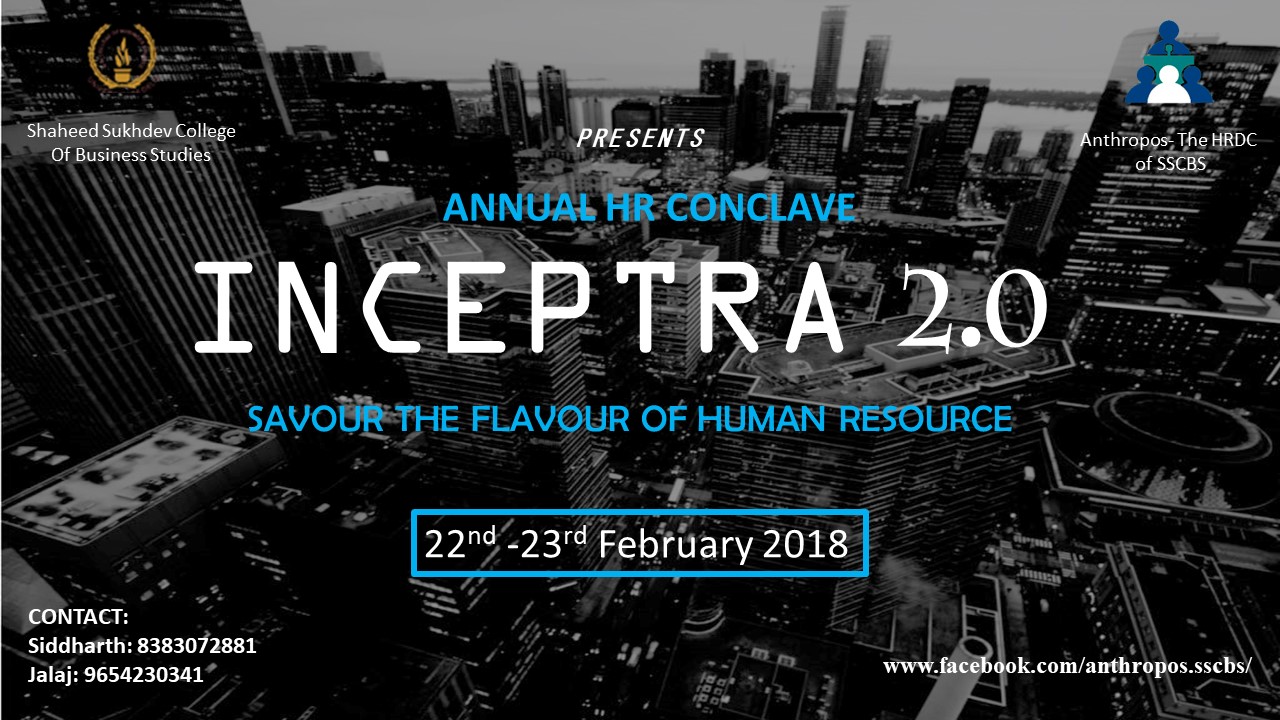 Shaheed Sukhdev College
Of Business Studies
Anthropos- The HRDC
of SSCBS
PRESENTS
ANNUAL HR CONCLAVE
INCEPTRA 2.0
SAVOUR THE FLAVOUR OF HUMAN RESOURCE
22nd -23rd February 2018
CONTACT:
Siddharth: 8383072881
Jalaj: 9654230341
www.facebook.com/anthropos.sscbs/